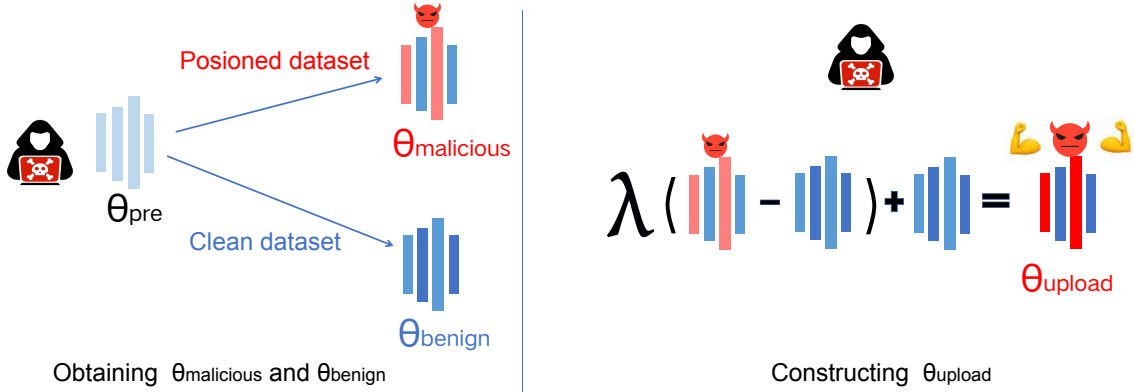 Posioned dataset
θmalicious
θpre
Clean dataset
θbenign
Obtaining θmalicious and θbenign
λ ( - ) + =
θupload
Constructing θupload